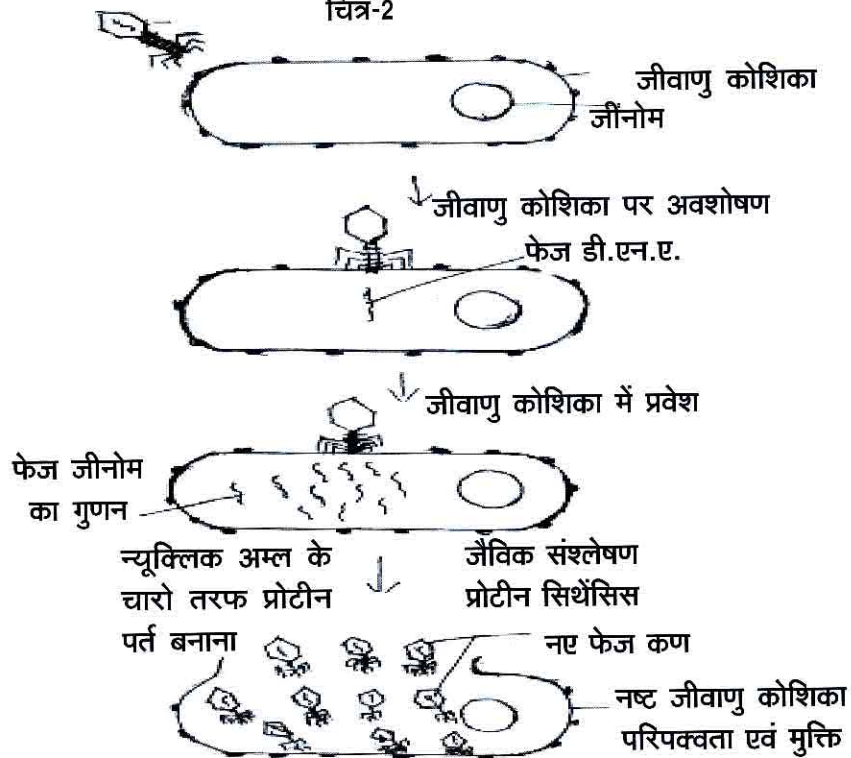 चित्र-2
जीवाणु कोशिका
जींनोम
जीवाणु कोशिका पर अवशोषण
फेज डी.एन.ए.
जीवाणु कोशिका में प्रवेश
फेज जीनोम
का गुणन
न्यूक्लिक अम्ल के
चारो तरफ प्रोटीन
पर्त बनाना
जैविक संश्लेषण
प्रोटीन सिथेंसिस
नए फेज कण
नष्ट जीवाणु कोशिका
परिपक्वता एवं मुक्ति